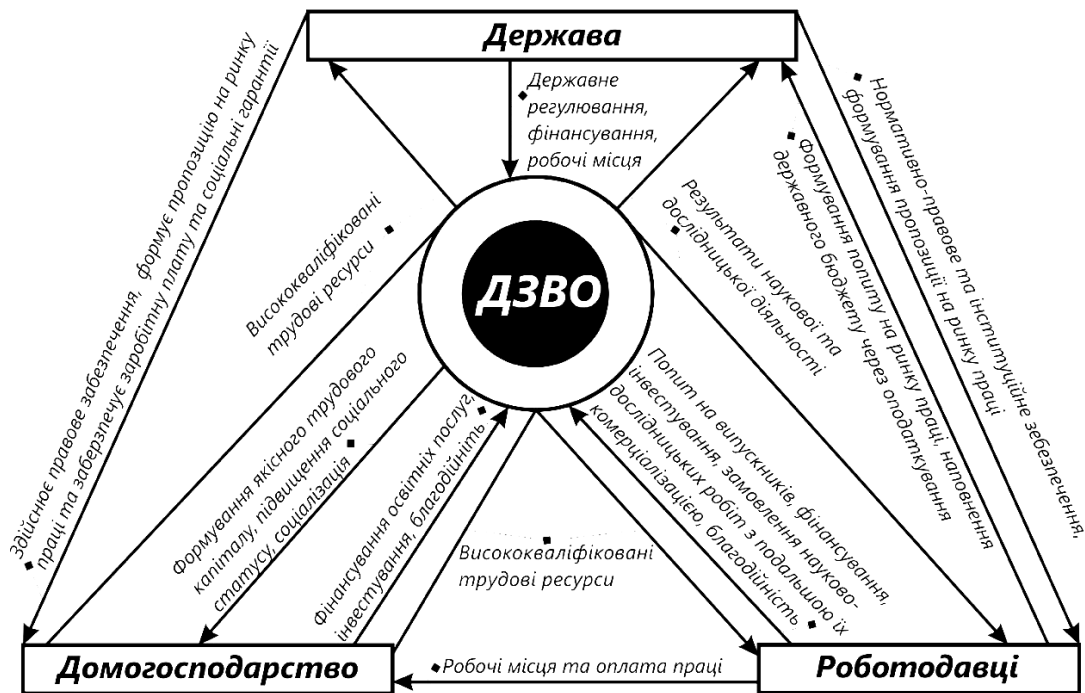 Держава
Державне
регулювання,
фінансування,
робочі місця
Здійснює правове забезпечення, формує пропозицію на ринку
праці та заберзпечує заробітну плату та соціальні гарантії
Висококваліфіковані
трудові ресурси
ДЗВО
Результати наукової та
дослідницької діяльності
Формування попиту на ринку праці, наповнення
державного бюджету через оподаткування
Нормативно-правове та інституційне зебезпечення,
формування пропозиції на ринку праці
Формування якісного трудового
капіталу, підвищення соціального
статусу, соціалізація
Фінансування освітніх послуг,
інвестування, благодійність
Висококваліфіковані
трудові ресурси
Попит на випускників, фінансування,
інвестування, замовлення науково-
дослідницьких робіт з подальшою їх
комерціалізацією, благодійність
Домогосподарство
Робочі місця та оплата праці
Роботодавці